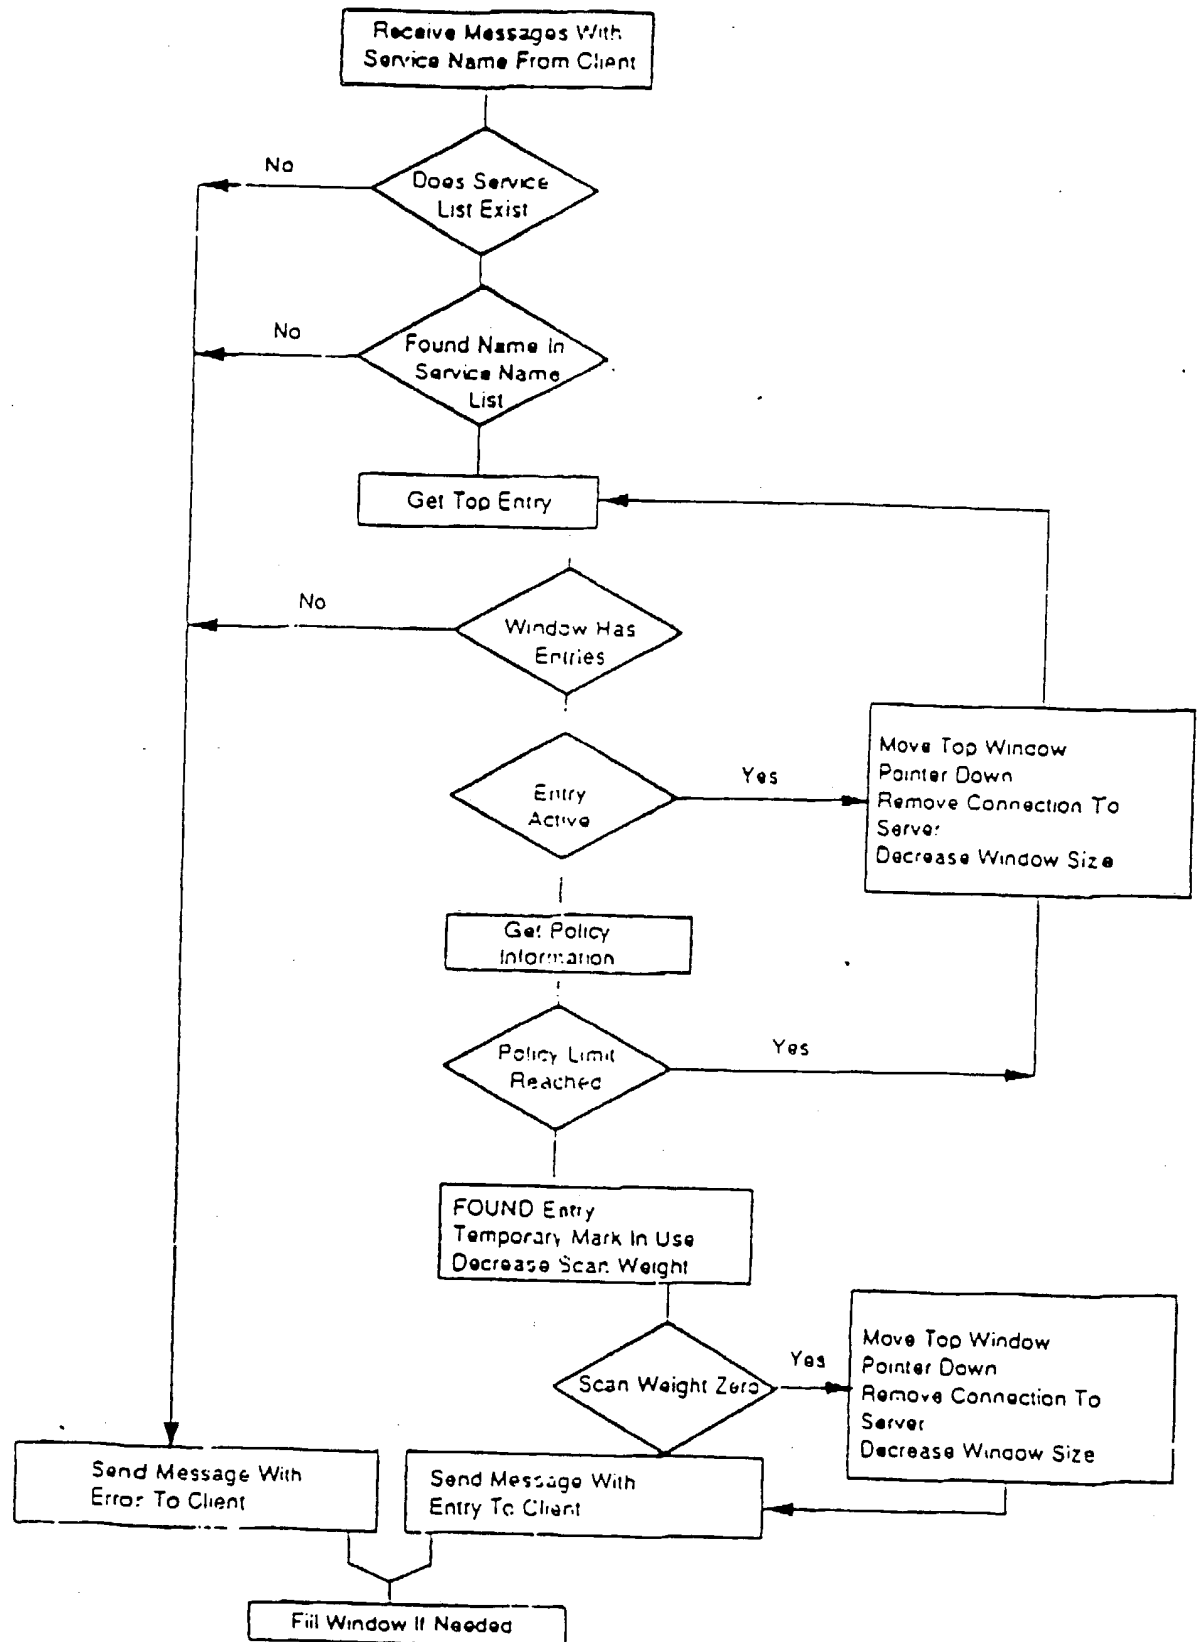 Receive Messages With
Service Name From Client
No
Does Service
List Exist
No
Found Name In
Service Name
List
Get Top Entry
No
Window Has
Entries
Entry
Active
Yes
Move Top Window
Pointer Down
Remove Connection To
Server
Decrease Window Size
Get Policy
Information
Policy Limit
Reached
Yes
FOUND Entry
Temporary Mark In Use
Decrease Scan Weight
Scan Weight Zero
Yes
Move Top Window
Pointer Down
Remove Connection To
Server
Decrease Window Size
Send Message With
Error To Client
Send Message With
Entry To Client
Fill Window If Needed